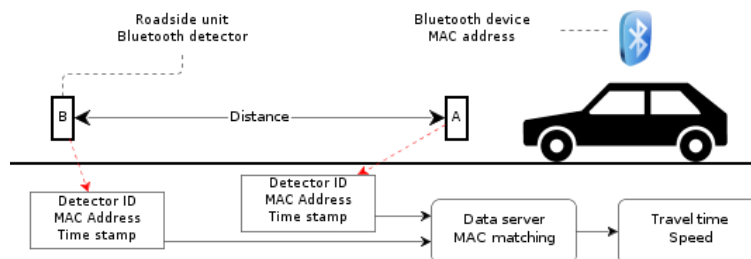 Roadside unit
Bluetooth detector
Bluetooth device
MAC address
B
Distance
A
Detector ID
MAC Address
Time stamp
Detector ID
MAC Address
Time stamp
Data server
MAC matching
Travel time
Speed